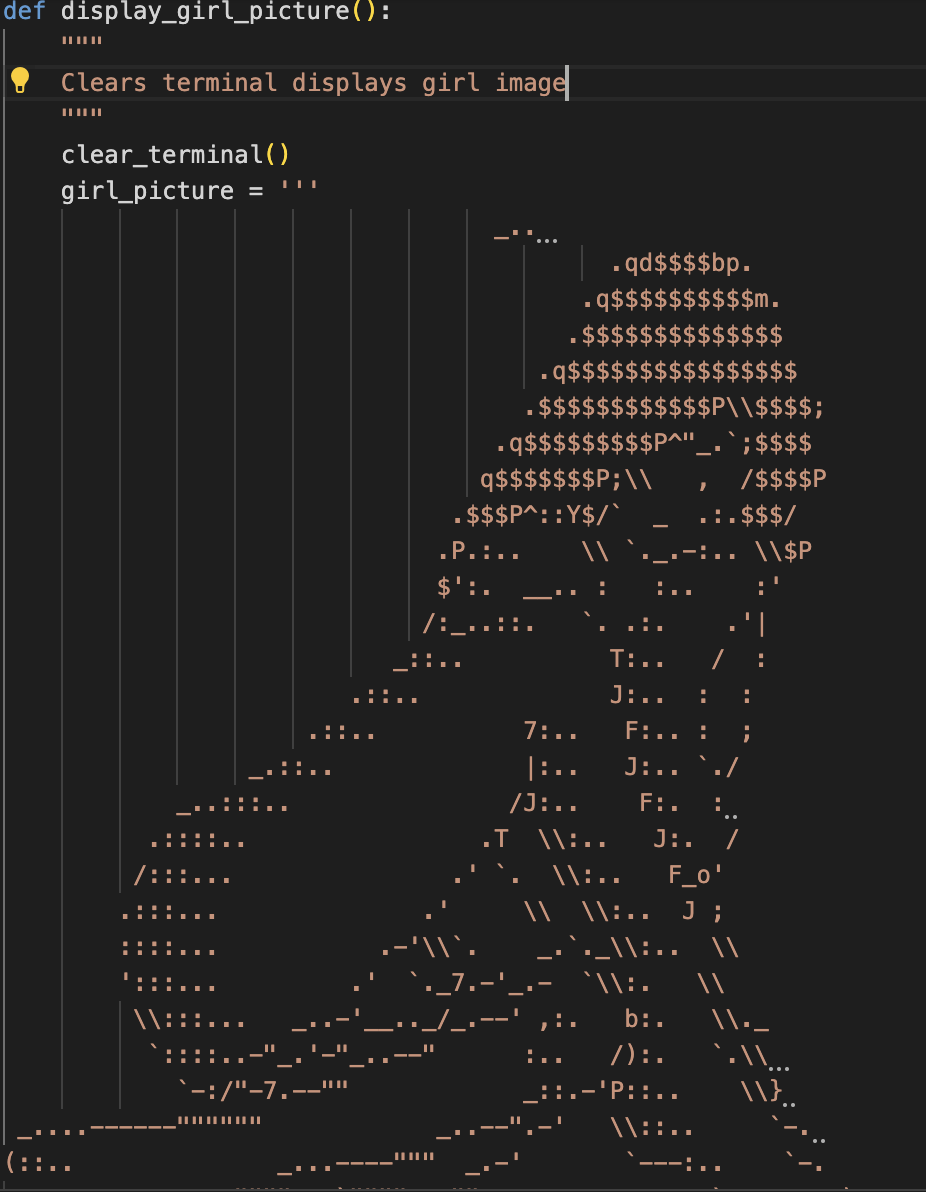 def display_girl_picture():
    """
    Clears terminal displays girl image
    """
    clear_terminal()
    girl_picture = '''
                                  _..
                                          .qd$$$$bp.
                                        .q$$$$$$$$$$m.
                                       .$$$$$$$$$$$$$$
                                     .q$$$$$$$$$$$$$$$$
                                    .$$$$$$$$$$$$P\\$$$$;
                                  .q$$$$$$$$$P^"_.`;$$$$
                                 q$$$$$$$P;\\   ,  /$$$$P
                               .$$$P^::Y$/`  _  .:.$$$/
                              .P.:..    \\ `._.-:.. \\$P
                              $':.  __.. :   :..    :'
                             /:_..::.   `. .:.    .'|
                           _::..          T:..   /  :
                        .::..             J:..  :  :
                     .::..          7:..   F:.. :  ;
                 _.::..             |:..   J:.. `./
            _..:::..               /J:..    F:.  :
          .::::..                .T  \\:..   J:.  /
         /:::...               .' `.  \\:..   F_o'
        .:::...              .'     \\  \\:..  J ;
        ::::...           .-'\\`.    _.`._\\:..  \\
        ':::...         .'  `._7.-'_.-  `\\:.   \\
         \\:::...   _..-'__.._/_.--' ,:.   b:.   \\._
          `::::..-"_.'-"_..--"      :..   /):.   `.\\
            `-:/"-7.--""            _::.-'P::..    \\}
 _....------""""""            _..--".-'   \\::..     `-.
(::..              _...----"""  _.-'       `---:..    `-.